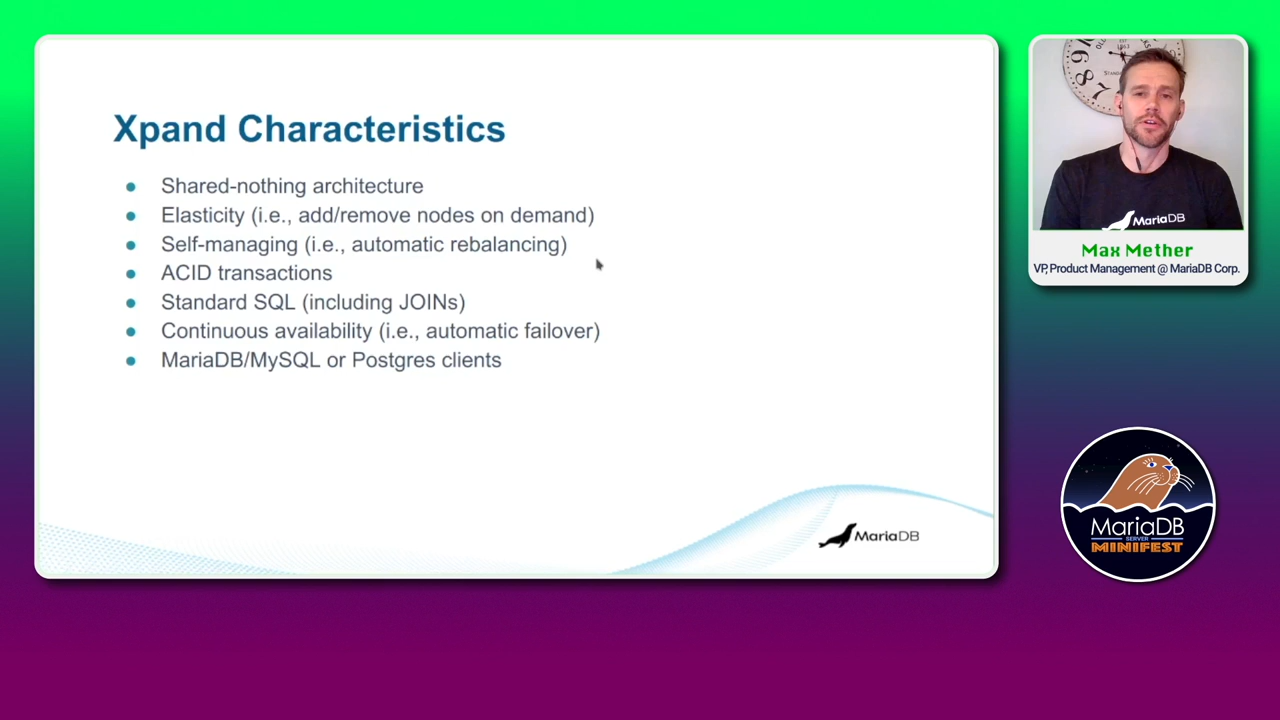 Xpand Characteristics
Shared-nothing architecture
Elasticity (i.e., add/remove nodes on demand)
Self-managing (i.e., automatic rebalancing)
ACID transactions
Standard SQL (including JOINs)
Continuous availability (i.e., automatic failover)
MariaDB/MySQL or Postgres clients
MariaDB
MariaDB
Max Mether
VP, Product Management @ MariaDB Corp.
MariaDB
SERVER
MINIFEST